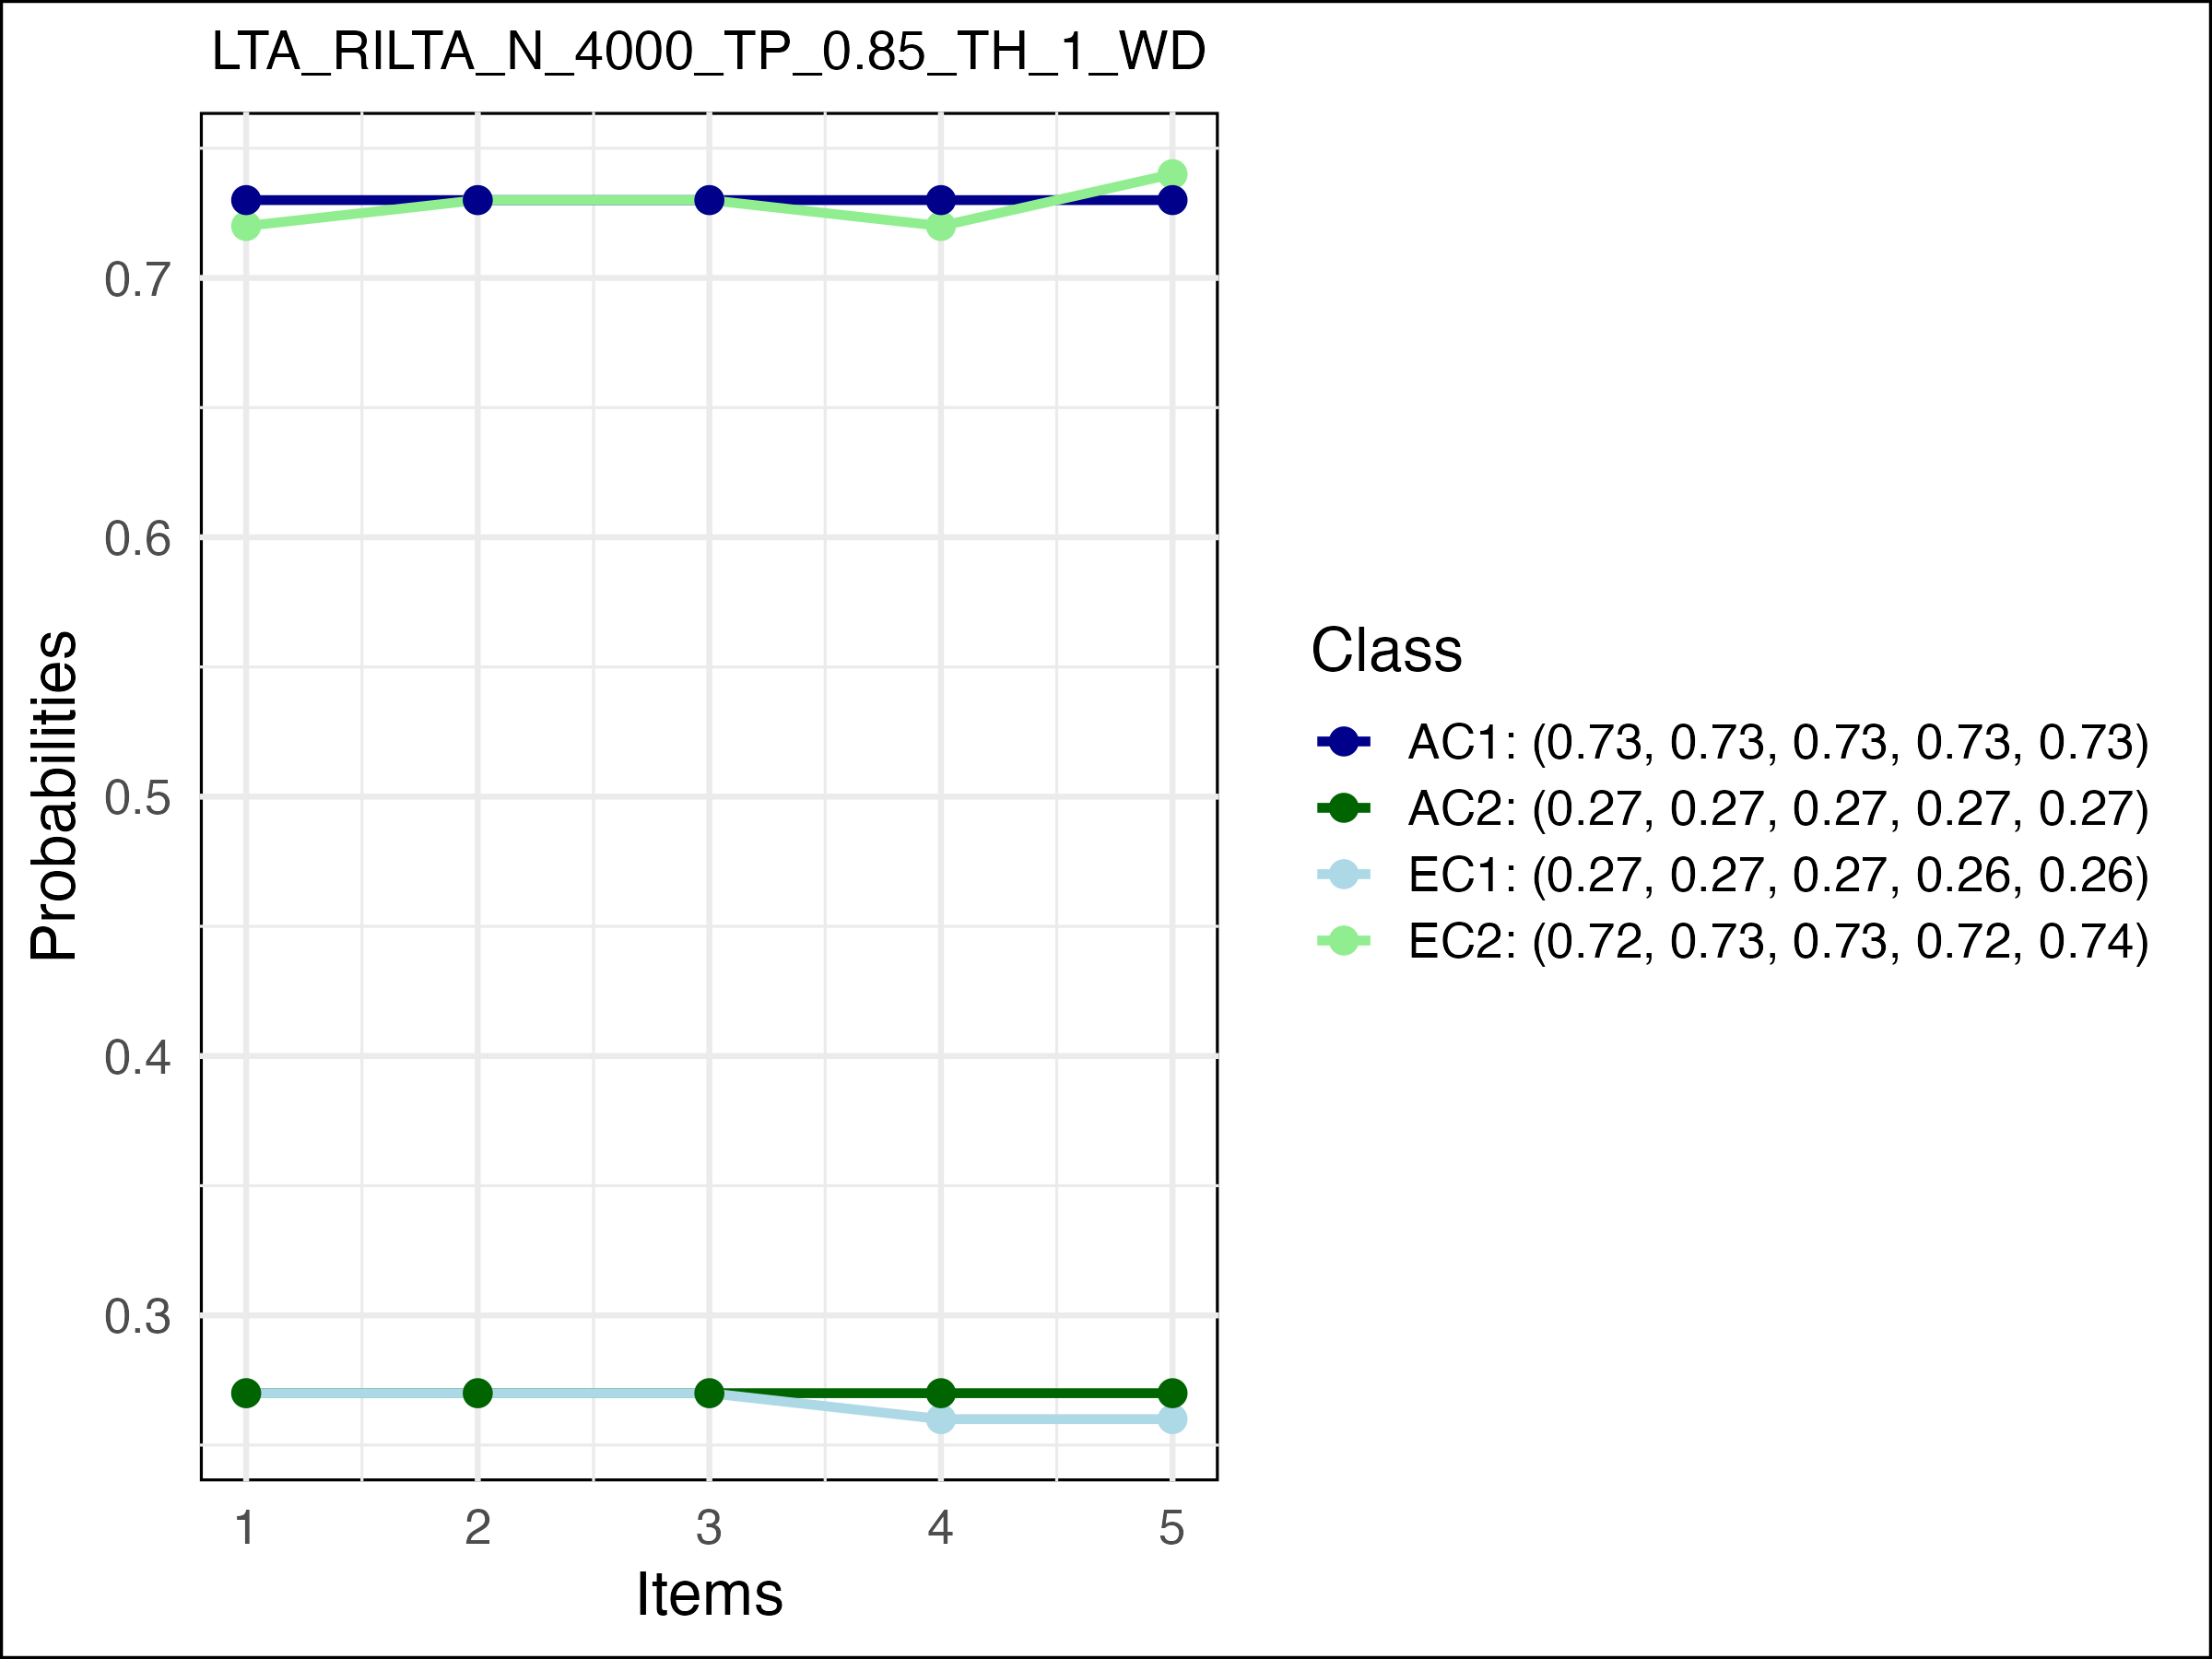 LTA_RILTA_N_4000_TP_0.85_TH_1_WD
Probabilities
0.7
0.6
0.5
0.4
0.3
1 2 3 4 5
Items
Class
AC1: (0.73, 0.73, 0.73, 0.73, 0.73)
AC2: (0.27, 0.27, 0.27, 0.27, 0.27)
EC1: (0.27, 0.27, 0.27, 0.26, 0.26)
EC2: (0.72, 0.73, 0.73, 0.72, 0.74)